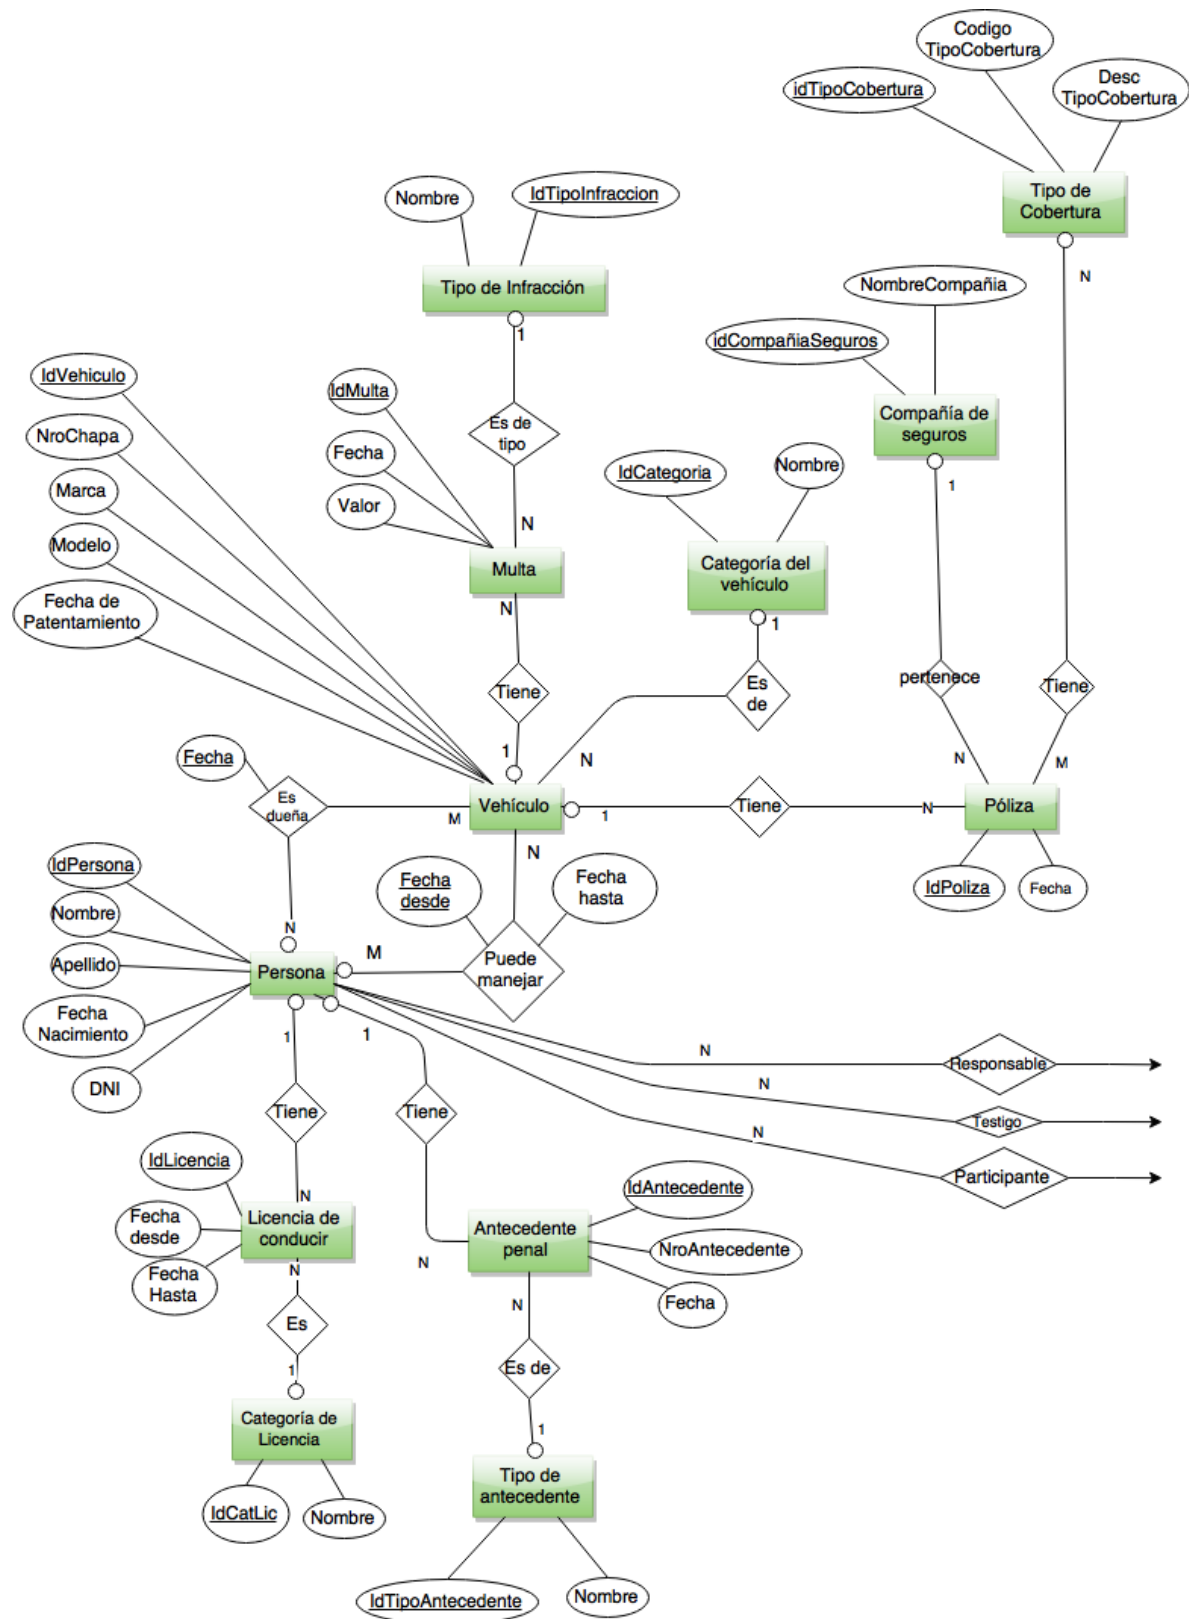 Codigo
TipoCobertura
Desc
TipoCobertura
idTipoCobertura
Tipo de
Cobertura
N
Nombre
IdTipoInfraccion
Tipo de Infracción
1
NombreCompañia
idCompañiaSeguros
Compañía de
seguros
1
IdVehiculo
NroChapa
Marca
Modelo
Fecha de
Patentamiento
IdMulta
Fecha
Valor
Es de
tipo
N
Multa
N
IdCategoria
Nombre
Categoría del
vehículo
1
Tiene
1
Es
de
N
pertenece
N
Tiene
M
Fecha
Es
dueña
M
N
Vehículo
1
Tiene
N
Póliza
IdPoliza
Fecha
N
Fecha
desde
Fecha
hasta
Puede
manejar
M
IdPersona
Nombre
Apellido
Fecha
Nacimiento
DNI
Persona
1
1
N
Responsable
N
Testigo
N
Participante
Tiene
N
Tiene
N
IdLicencia
Fecha
desde
Fecha
Hasta
Licencia de
conducir
N
Es
1
Categoría de
Licencia
IdCatLic
Nombre
Antecedente
penal
IdAntecedente
NroAntecedente
Fecha
N
Es de
1
Tipo de
antecedente
IdTipoAntecedente
Nombre